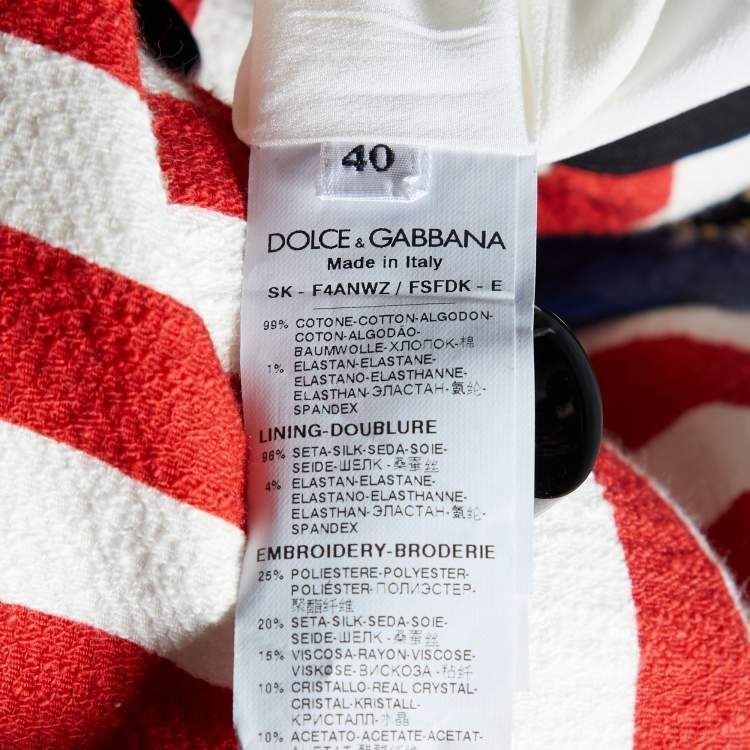 40
DOLCE & GABBANA
Made in Italy
SK - F4ANWZ / FSFDK - E
99% COTONE-COTTON-ALGODON-
COTON-ALGODÃO-
BAUMWOLLE-ХЛОПОК-棉
1% ELASTAN-ELASTANE-
ELASTANO-ELASTHANNE-
ELASTHAN-ЭЛАСТАН-氨纶-
SPANDEX
LINING-DOUBLURE
96% SETA-SILK-SEDA-SOIE-
SEIDE-ШЕЛК-桑蚕丝
4% ELASTAN-ELASTANE-
ELASTANO-ELASTHANNE-
ELASTHAN-ЭЛАСТАН-氨纶-
SPANDEX
EMBROIDERY-BRODERIE
25% POLIESTERE-POLYESTER-
POLIÉSTER-ПОЛИЭСТЕР-
聚酯纤维
20% SETA-SILK-SEDA-SOIE-
SEIDE-ШЕЛК-桑蚕丝
15% VISCOSA-RAYON-VISCOSE-
VISKOSE-ВИСКОЗА-粘纤
10% CRISTALLO-REAL CRYSTAL-
CRISTAL-KRISTALL-
КРИСТАЛЛ-水晶
10% ACETATO-ACETATE-ACETAT-